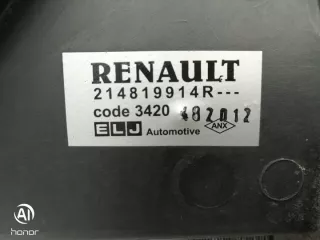 RENAULT
214819914R---
code 3420 482012
ELJ Automotive ANX
AI
honor